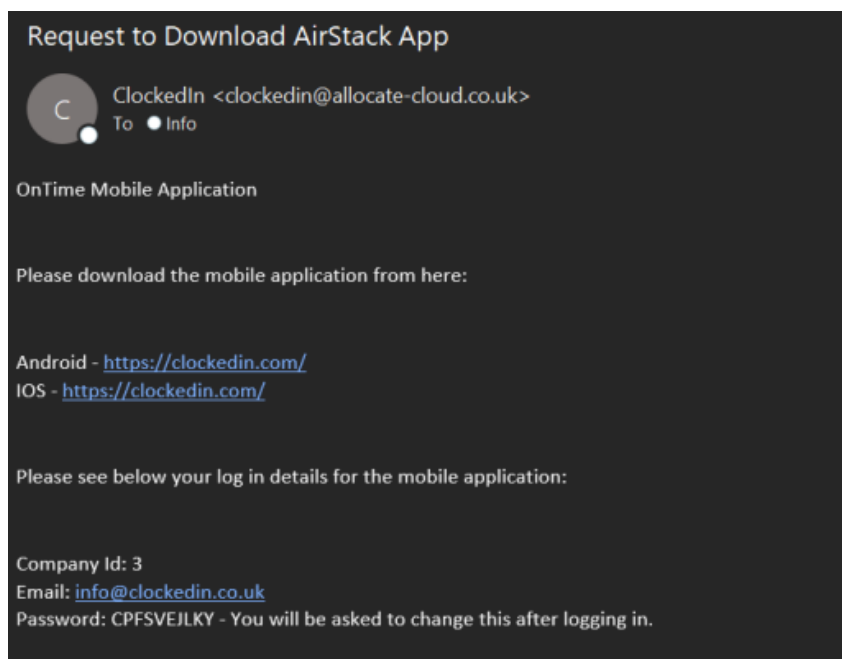 Request to Download AirStack App
C
ClockedIn <clockedin@allocate-cloud.co.uk>
To Info
OnTime Mobile Application
Please download the mobile application from here:
Android - https://clockedin.com/
IOS - https://clockedin.com/
Please see below your log in details for the mobile application:
Company Id: 3
Email: info@clockedin.co.uk
Password: CPFSVEJLKY - You will be asked to change this after logging in.